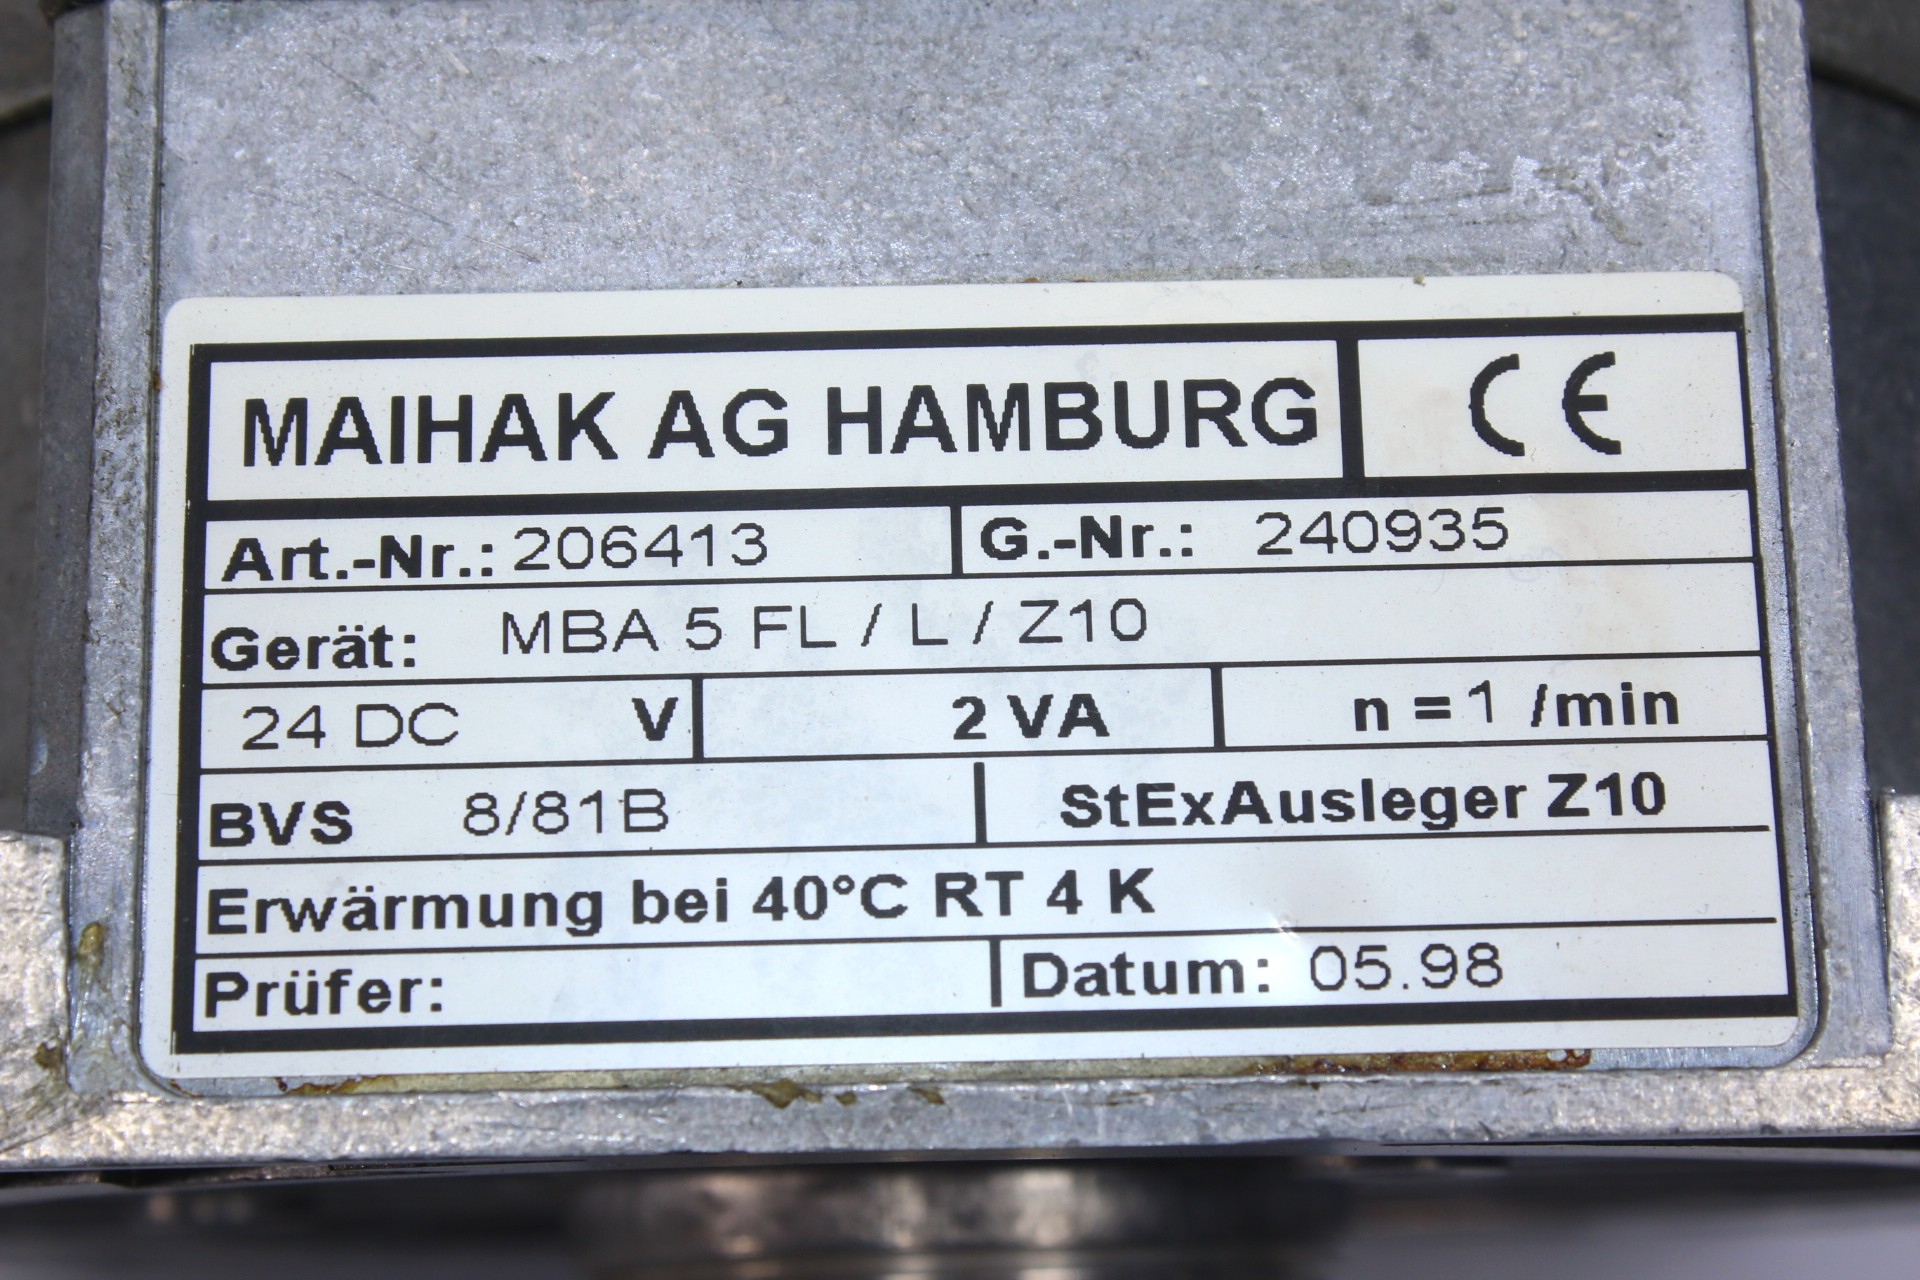 MAIHAK AG HAMBURG CE
Art.-Nr.: 206413 G.-Nr.: 240935
Gerät: MBA 5 FL / L / Z10
24 DC V 2 VA n = 1 /min
BVS 8/81B StExAusleger Z10
Erwärmung bei 40°C RT 4 K
Prüfer: Datum: 05.98